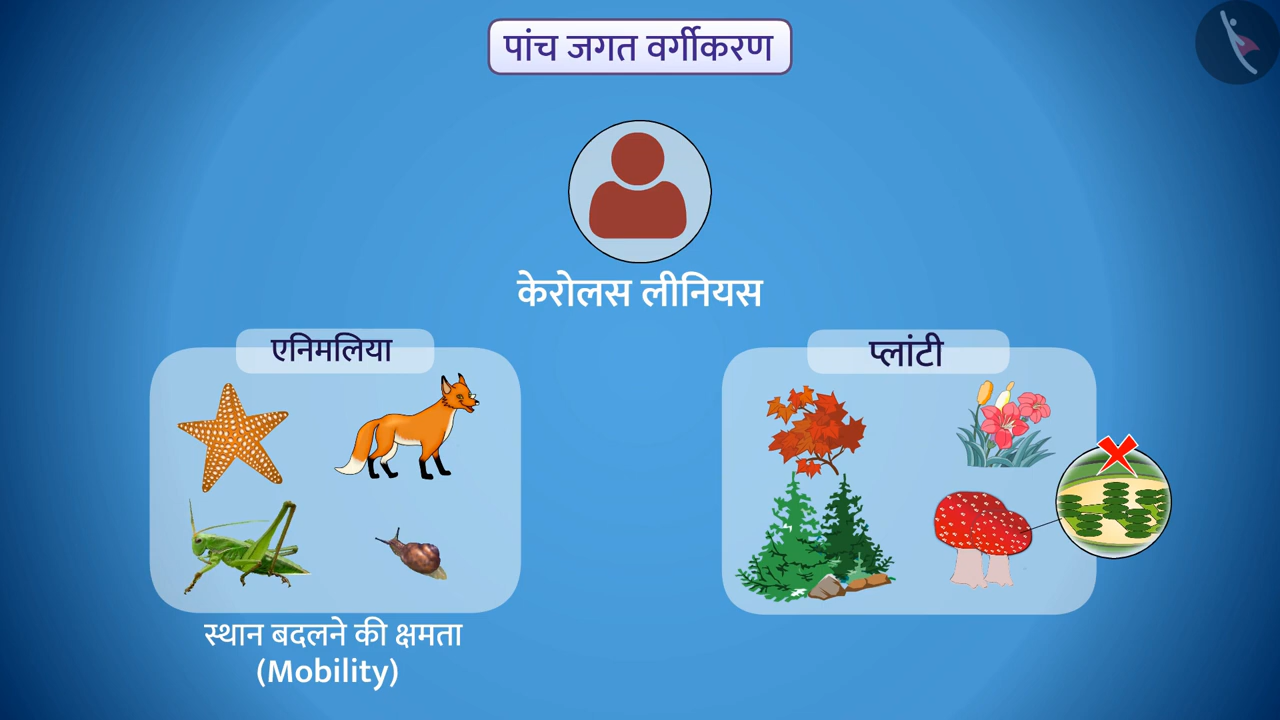 पांच जगत वर्गीकरण
केरोलस लीनियस
एनिमलिया
प्लांटी
स्थान बदलने की क्षमता
(Mobility)